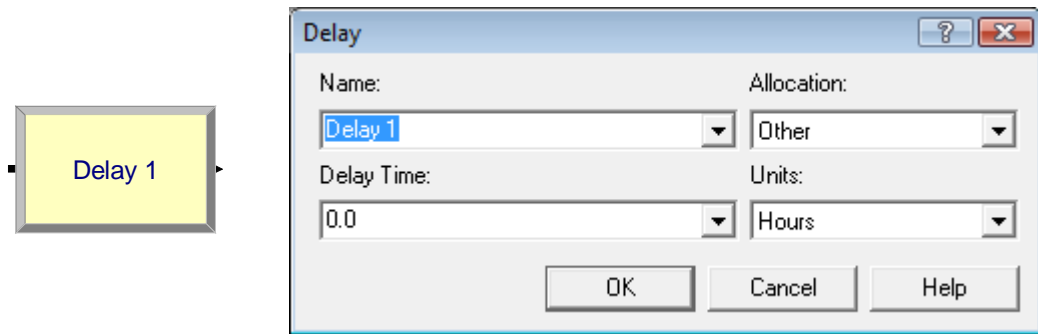 Delay 1
Delay
Name:
Allocation:
Delay 1
Other
Delay Time:
Units:
0.0
Hours
OK
Cancel
Help